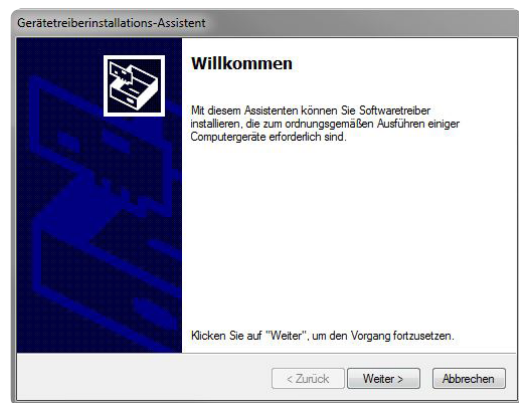 Gerätetreiberinstallations-Assistent
Willkommen
Mit diesem Assistenten können Sie Softwaretreiber
installieren, die zum ordnungsgemäßen Ausführen einiger
Computergeräte erforderlich sind.
Klicken Sie auf "Weiter", um den Vorgang fortzusetzen.
< Zurück Weiter > Abbrechen